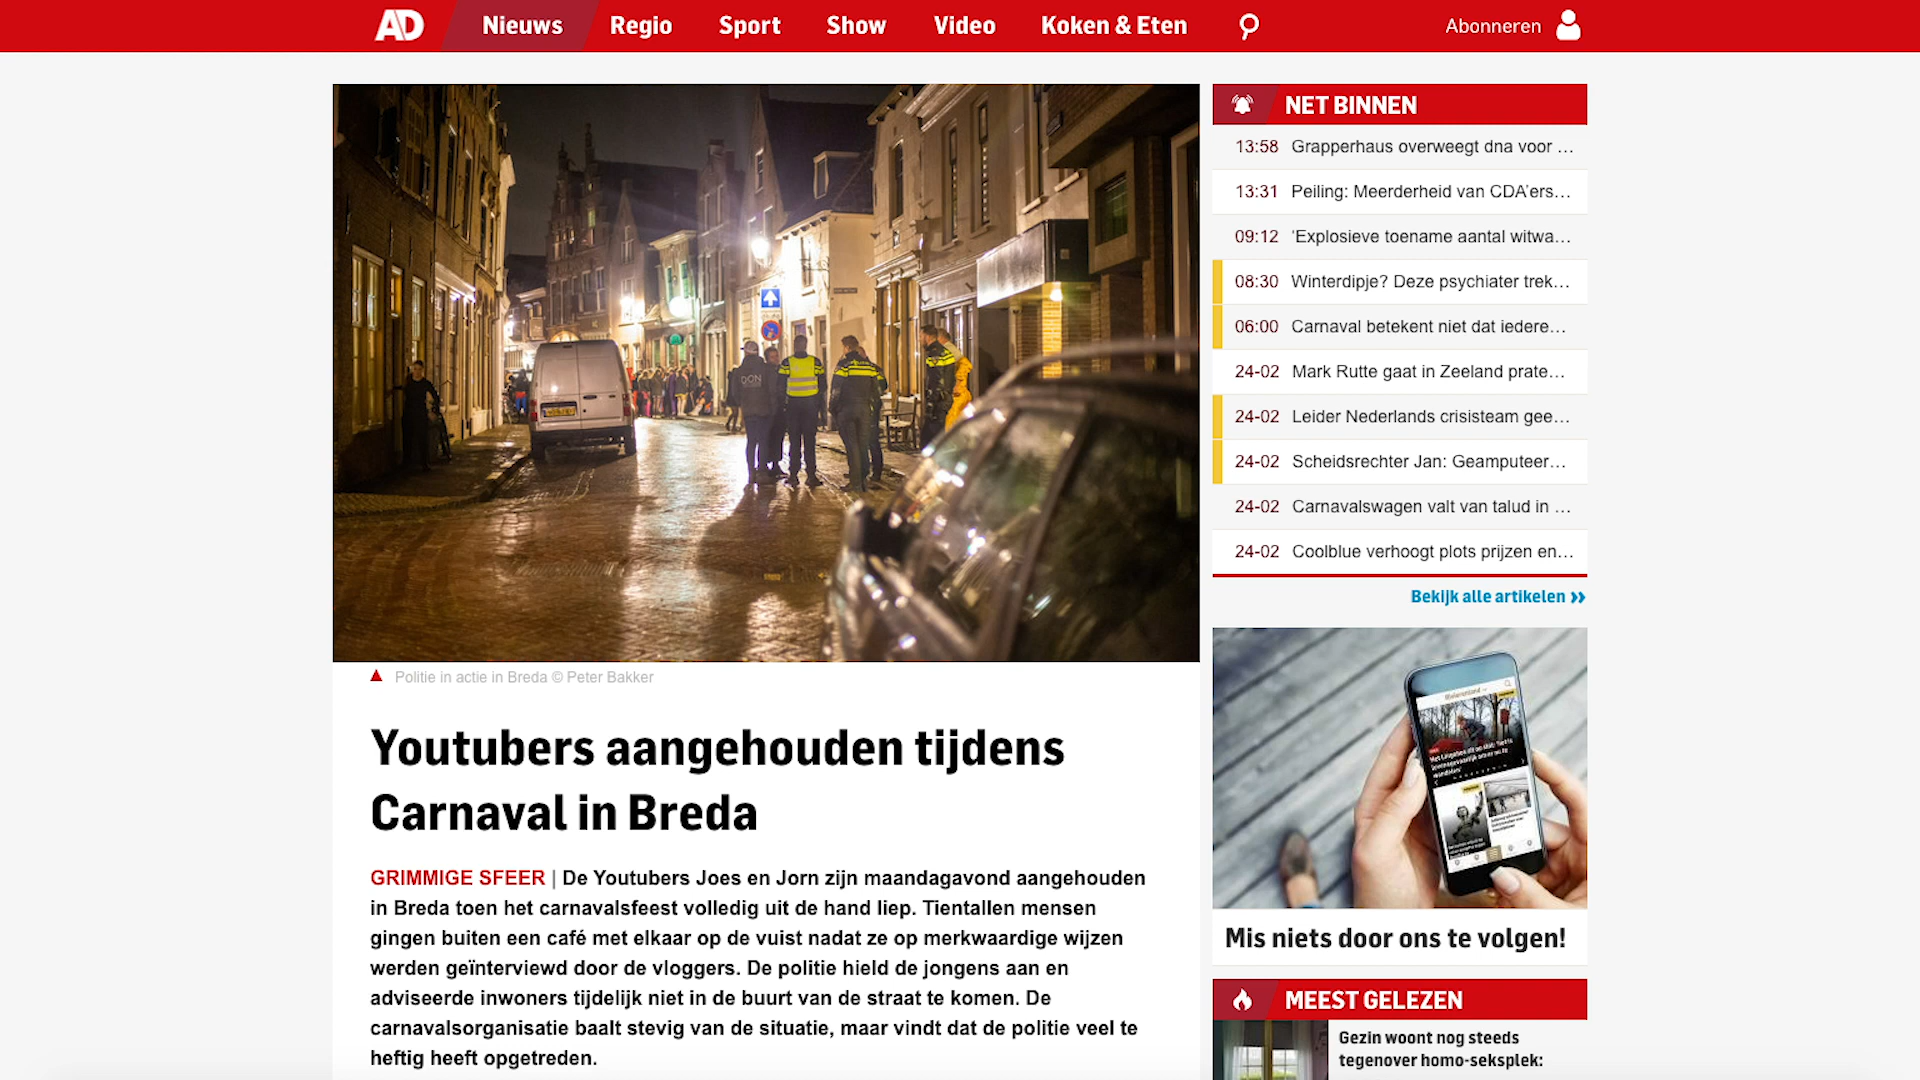 AD
Nieuws
Regio
Sport
Show
Video
Koken & Eten
Abonneren
DON
Politie in actie in Breda © Peter Bakker
Youtubers aangehouden tijdens
Carnaval in Breda
GRIMMIGE SFEER | De Youtubers Joes en Jorn zijn maandagavond aangehouden
in Breda toen het carnavalsfeest volledig uit de hand liep. Tientallen mensen
gingen buiten een café met elkaar op de vuist nadat ze op merkwaardige wijzen
werden geïnterviewd door de vloggers. De politie hield de jongens aan en
adviseerde inwoners tijdelijk niet in de buurt van de straat te komen. De
carnavalsorganisatie baalt stevig van de situatie, maar vindt dat de politie veel te
heftig heeft opgetreden.
NET BINNEN
13:58 Grapperhaus overweegt dna voor ...
13:31 Peiling: Meerderheid van CDA'ers...
09:12 'Explosieve toename aantal witwa...
08:30 Winterdipje? Deze psychiater trek...
06:00 Carnaval betekent niet dat iedere...
24-02 Mark Rutte gaat in Zeeland prate...
24-02 Leider Nederlands crisisteam gee...
24-02 Scheidsrechter Jan: Geamputeer...
24-02 Carnavalswagen valt van talud in ...
24-02 Coolblue verhoogt plots prijzen en...
Bekijk alle artikelen »
Mis niets door ons te volgen!
MEEST GELEZEN
Gezin woont nog steeds
tegenover homo-seksplek: